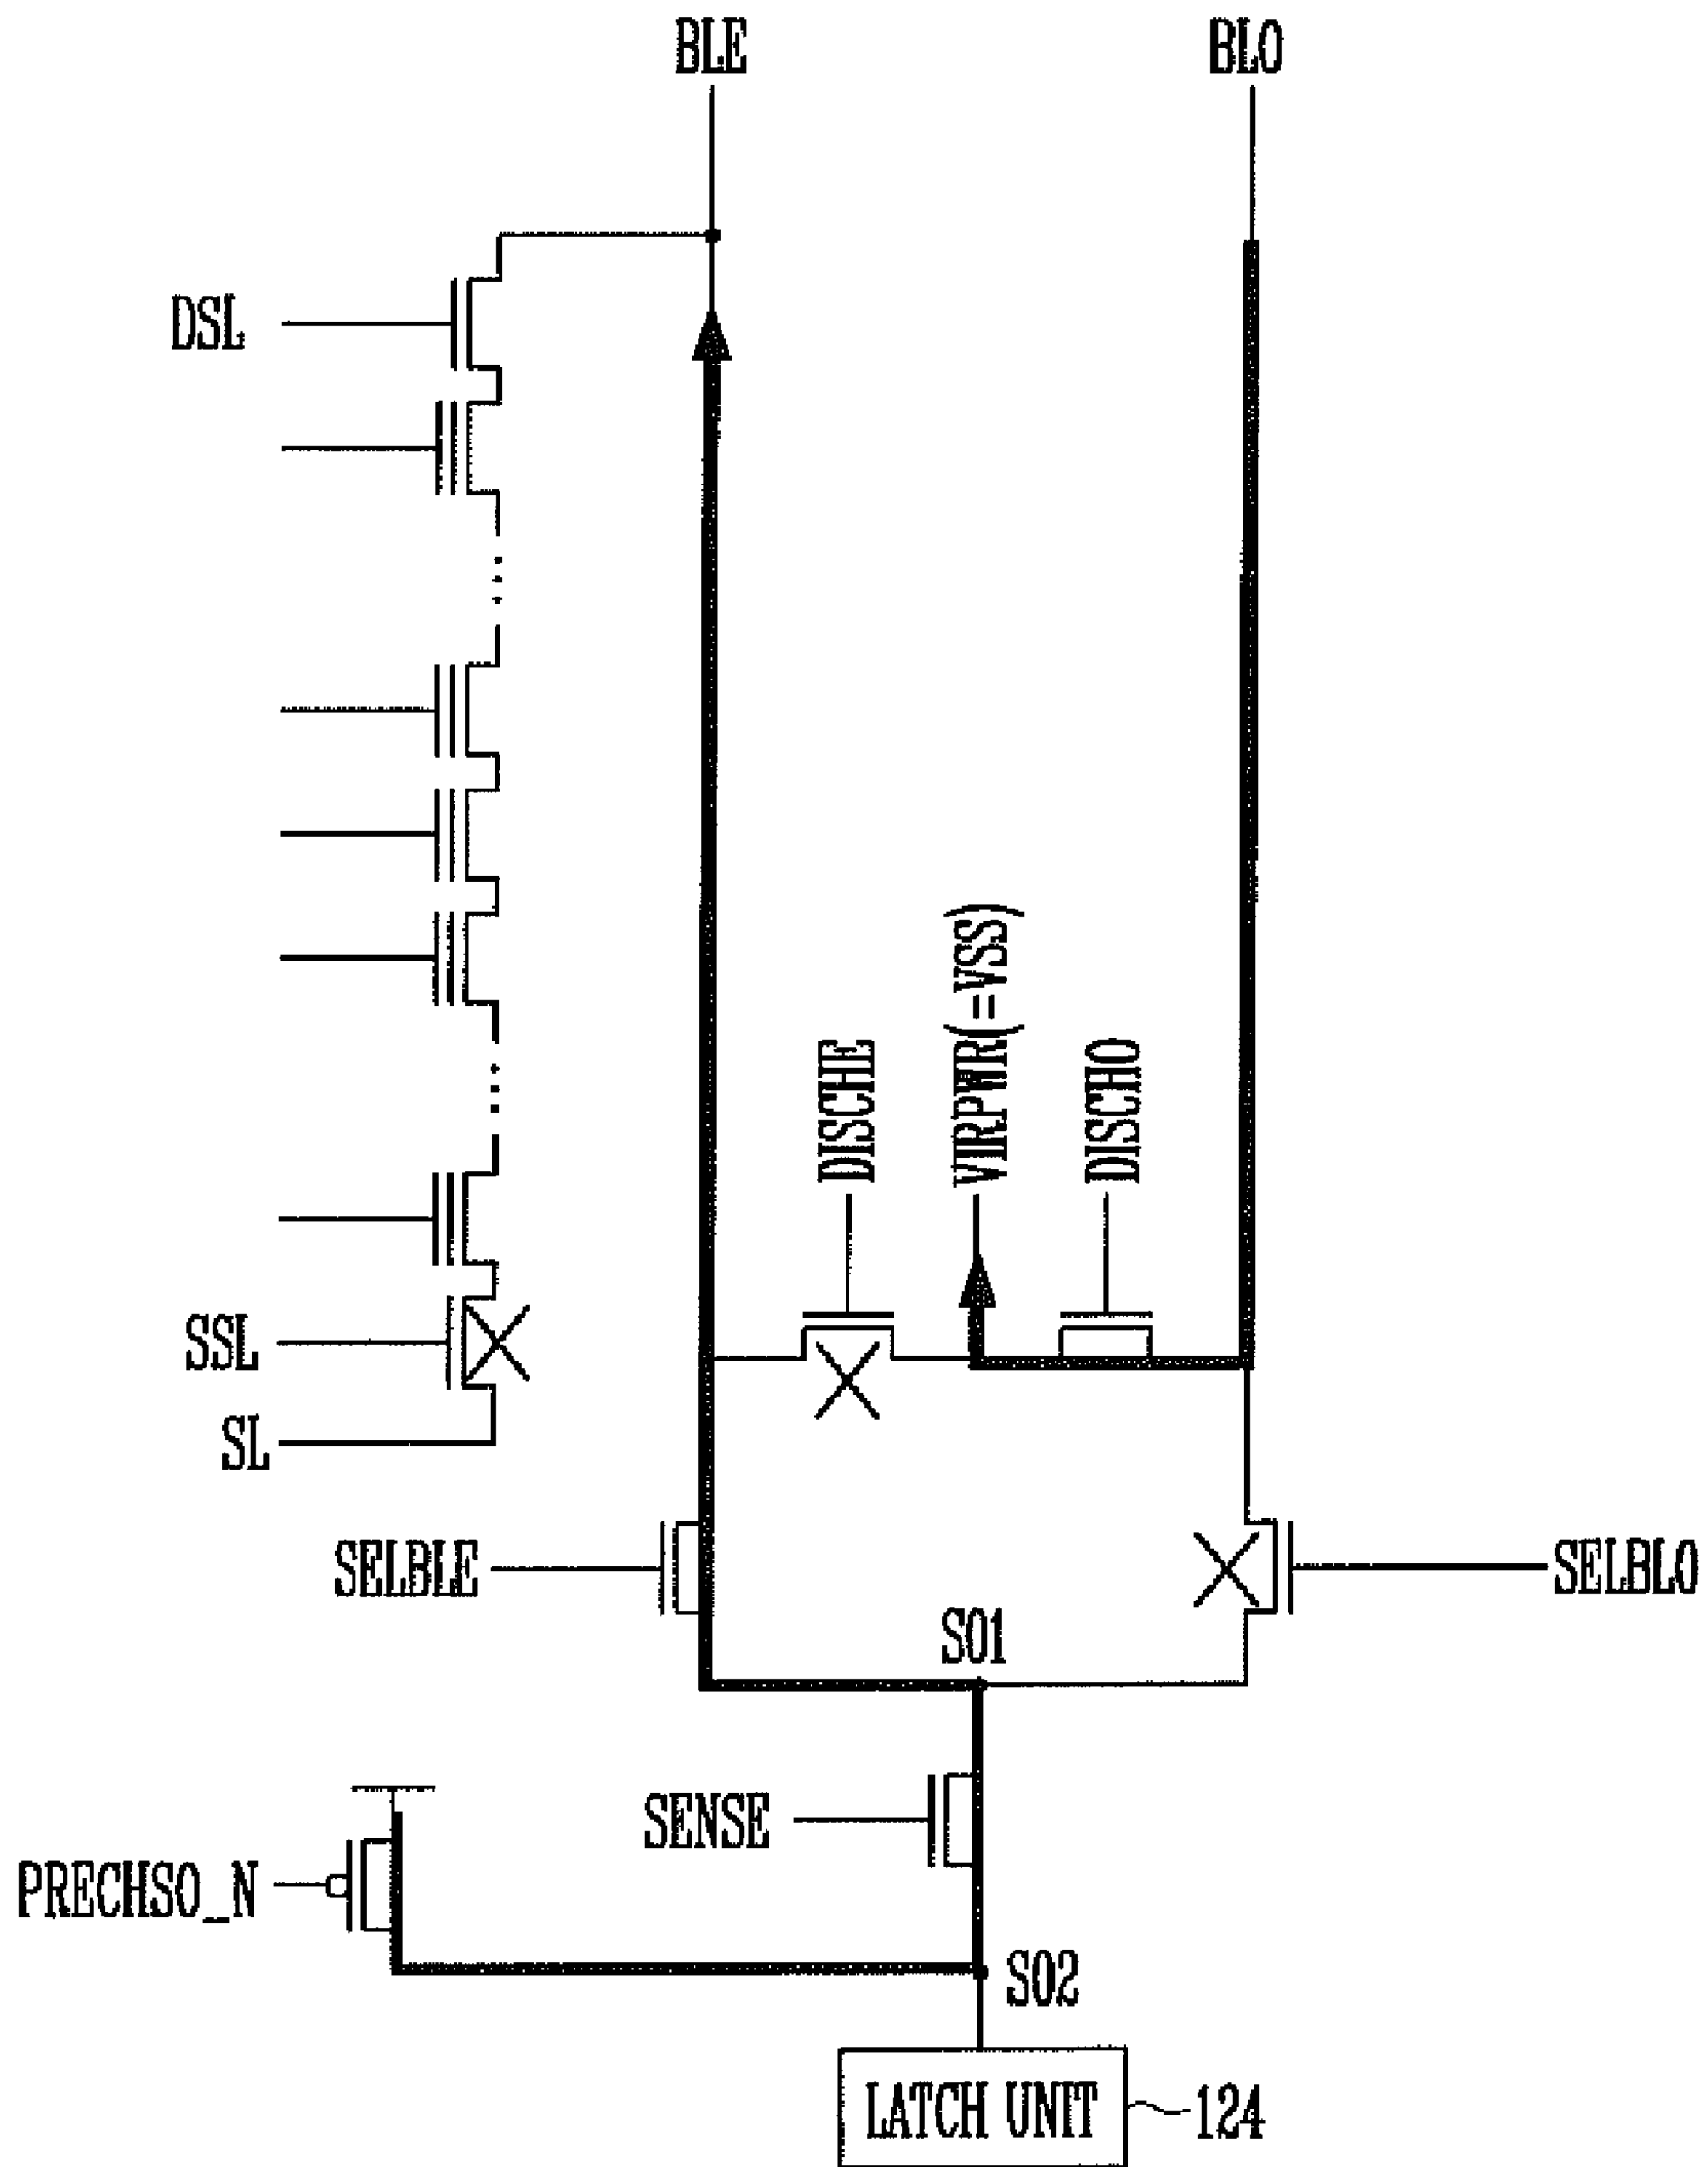 BLE
BLO
DSL
DISCHE
VIRPWR(=VSS)
DISCHO
SSL
SL
SELBLE
SELBLO
SO1
SENSE
PRECHSO_N
SO2
LATCH UNIT
124